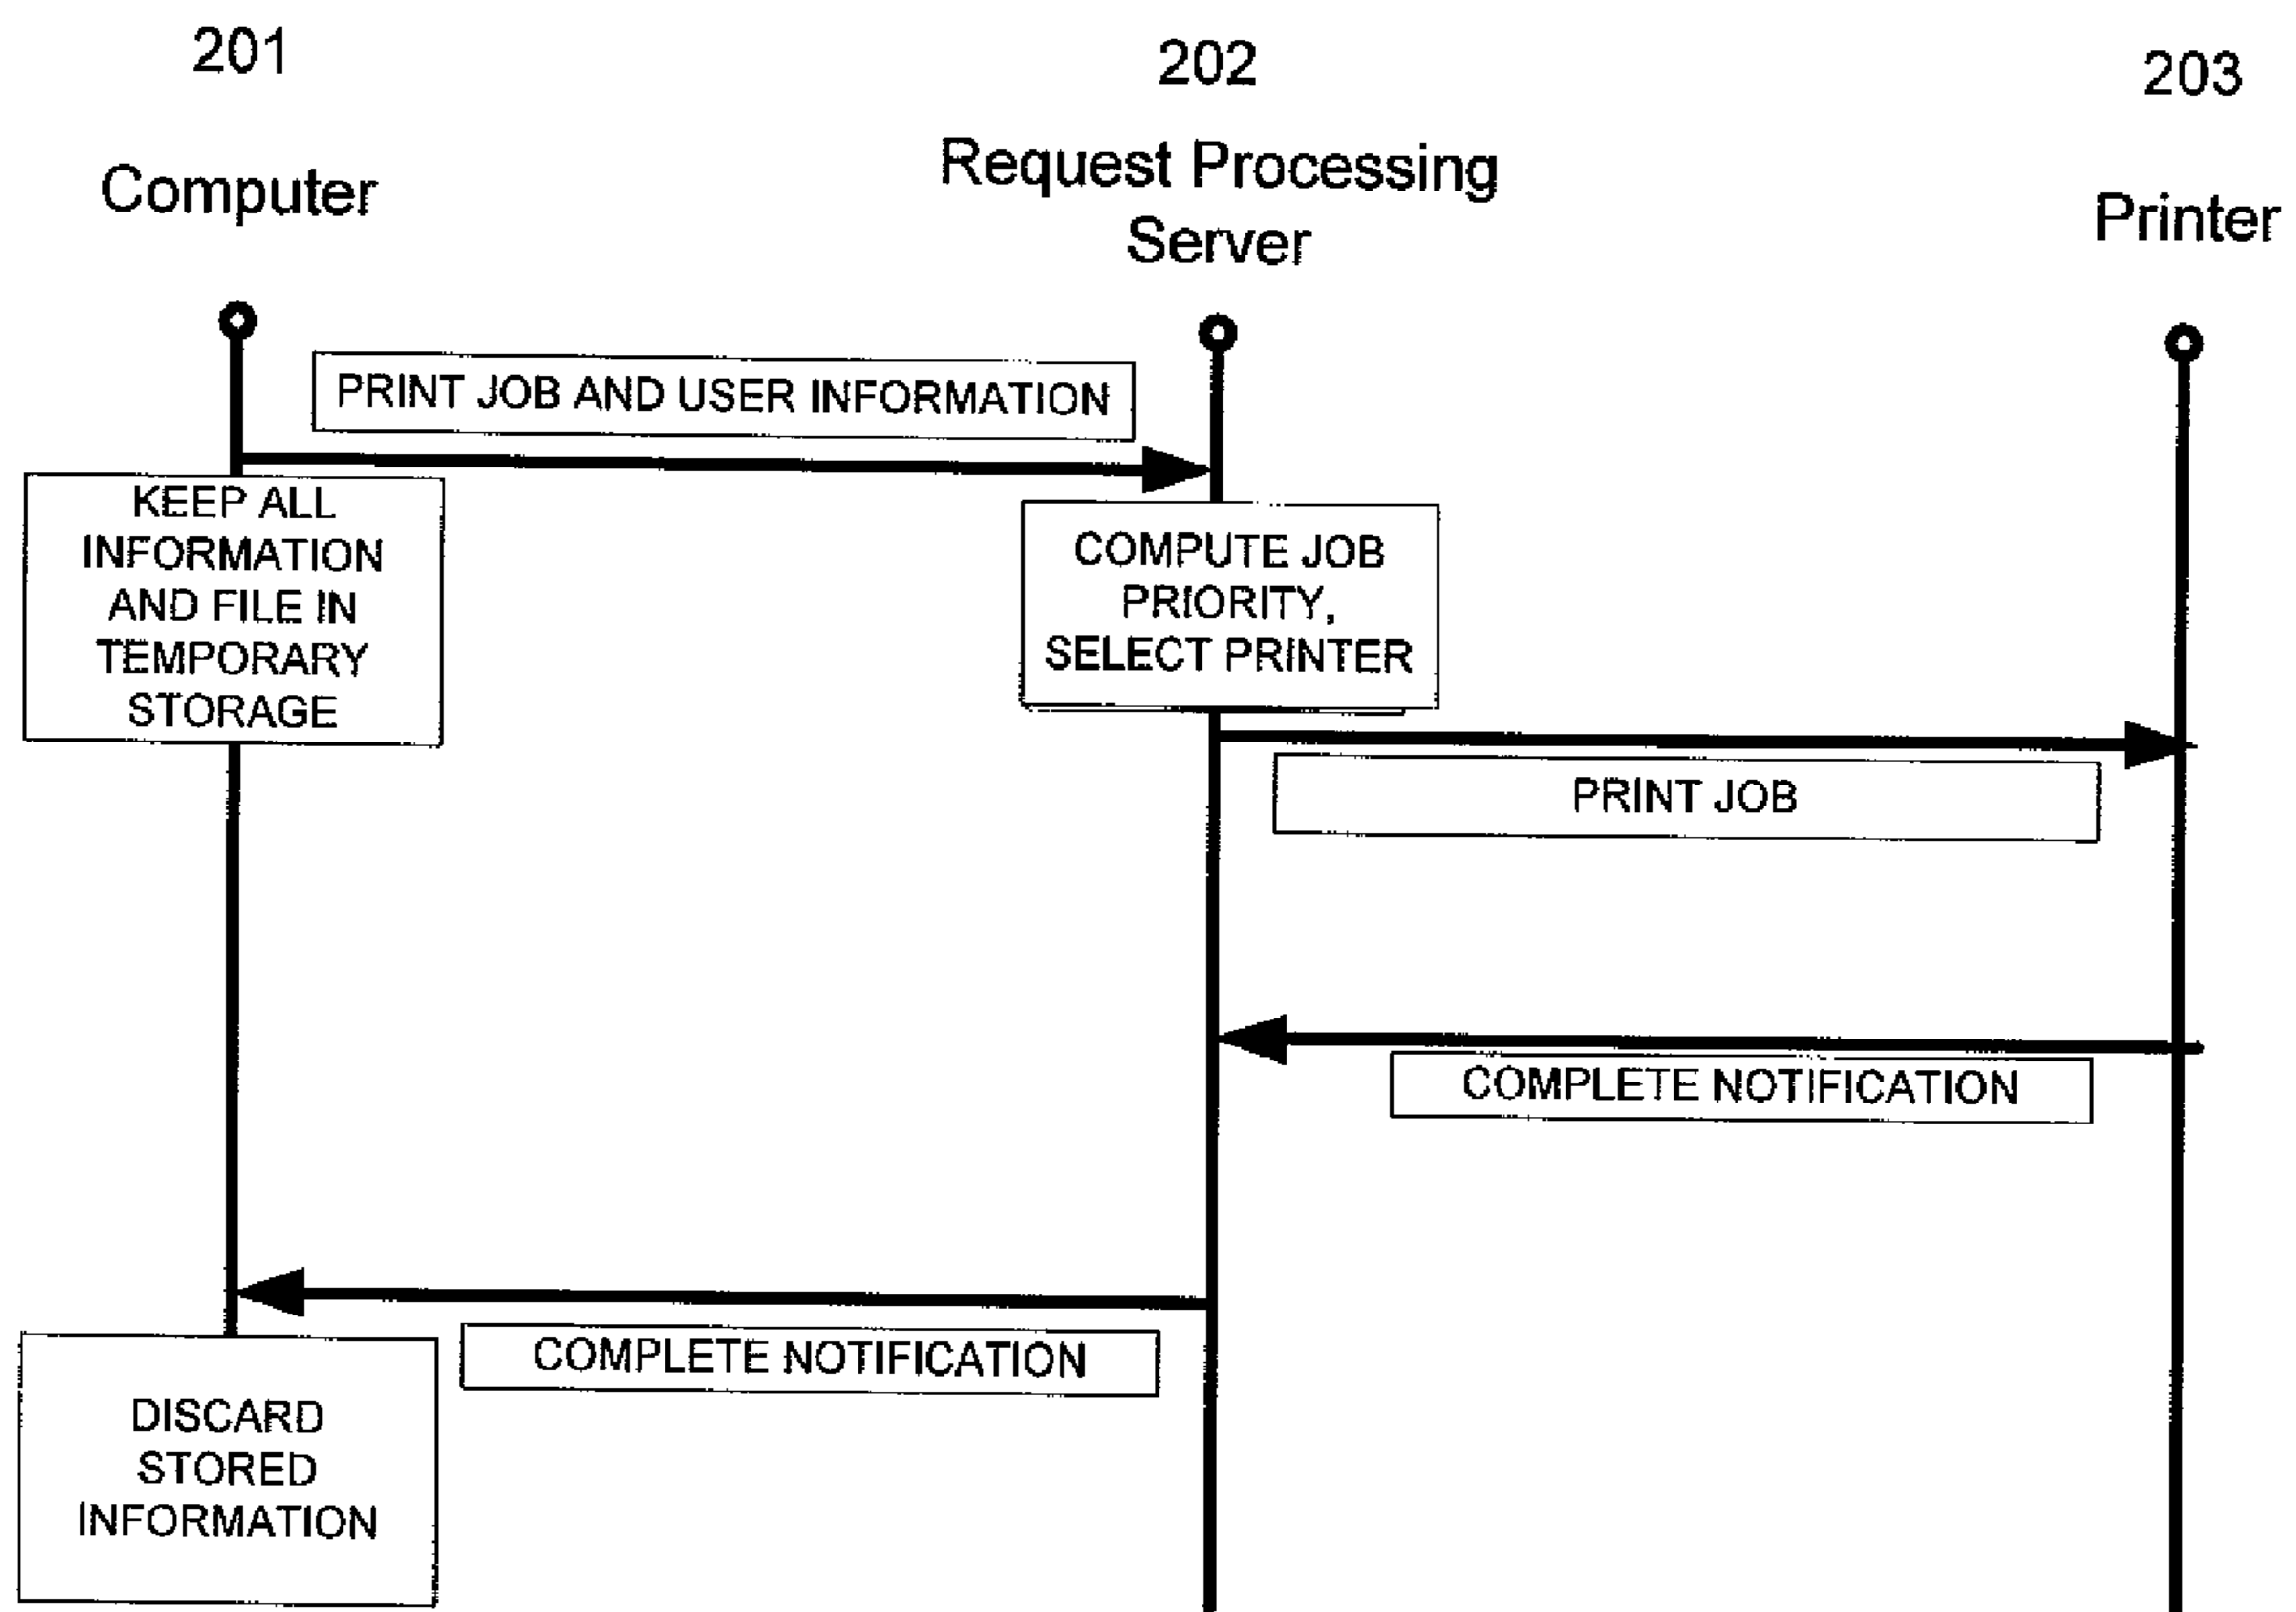 201
202
203
Computer
Request Processing
Server
Printer
PRINT JOB AND USER INFORMATION
KEEP ALL
INFORMATION
AND FILE IN
TEMPORARY
STORAGE
COMPUTE JOB
PRIORITY,
SELECT PRINTER
PRINT JOB
COMPLETE NOTIFICATION
COMPLETE NOTIFICATION
DISCARD
STORED
INFORMATION